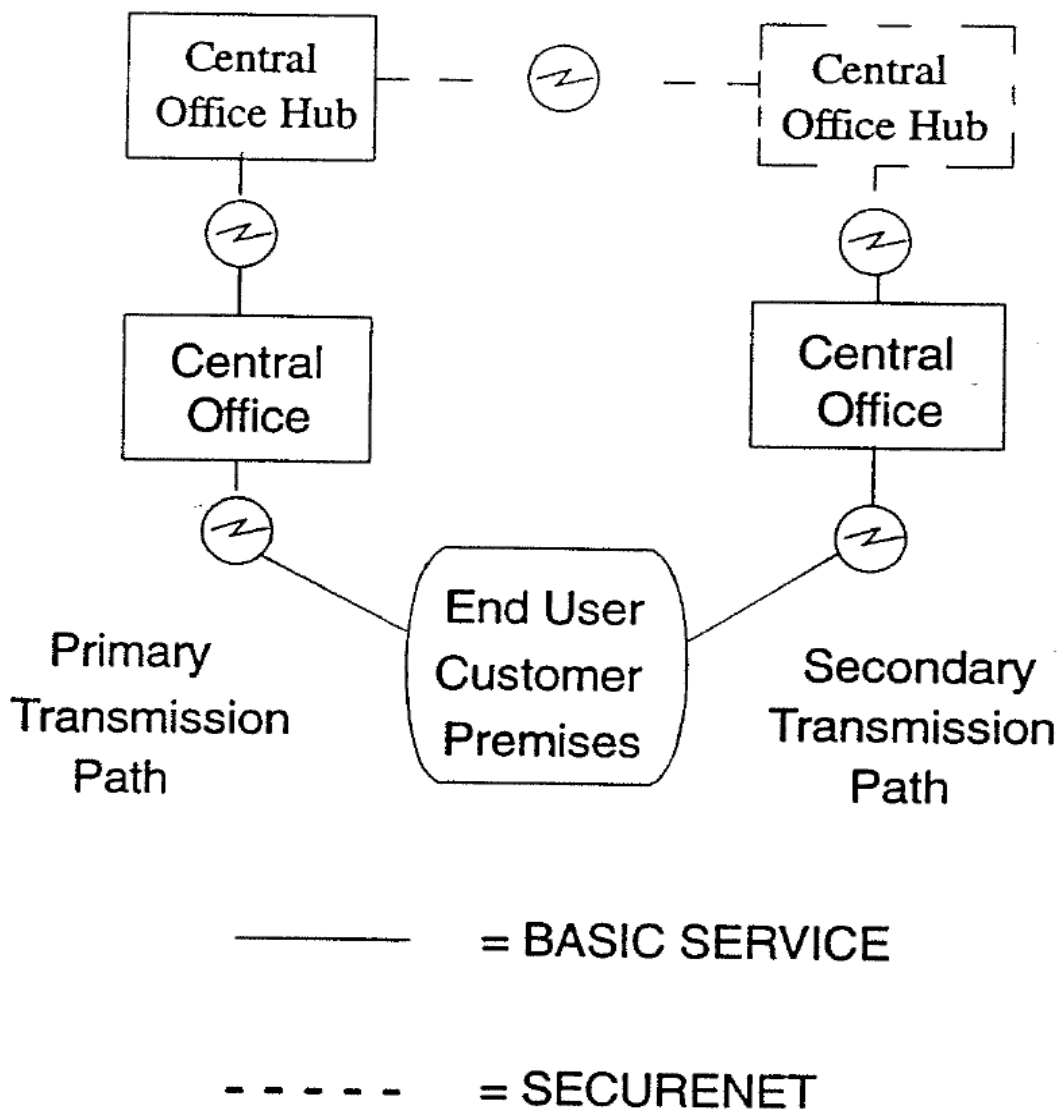 Central
Office Hub
Central
Office Hub
Central
Office
Central
Office
End User
Customer
Premises
Primary
Transmission
Path
Secondary
Transmission
Path
= BASIC SERVICE
= SECURENET